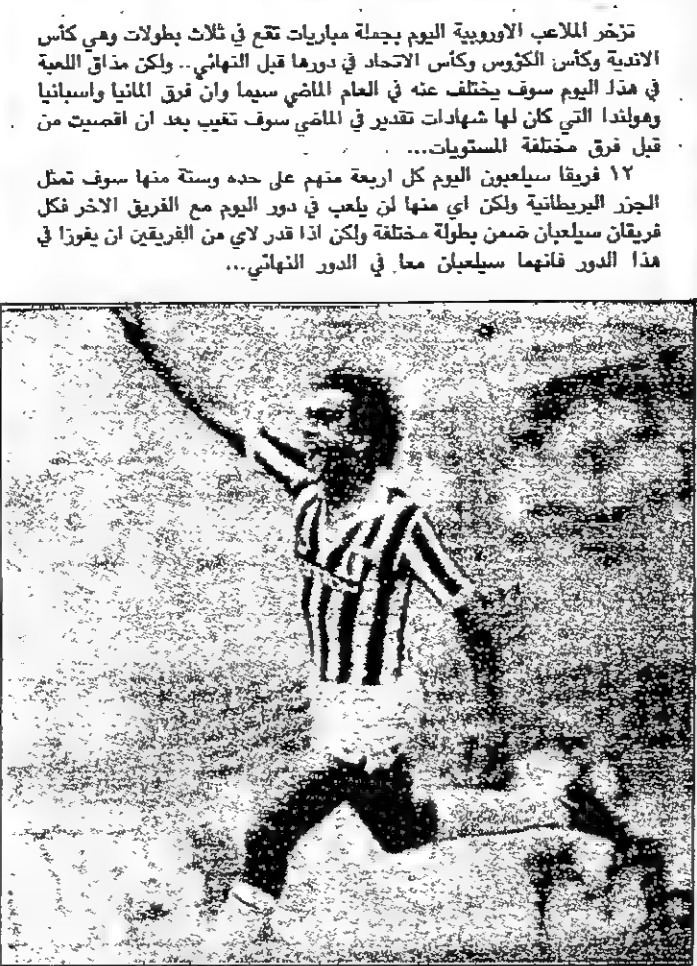 تزخر الملاعب الاوروبية اليوم بجملة مباريات تقع في ثلاث بطولات وهي كأس
الاندية وكأس الكؤوس وكأس الاتحاد في دورها قبل النهائي.. ولكن مذاق اللعبة
في هذا اليوم سوف يختلف عنه في العام الماضي سيما وان فرق المانيا واسبانيا
وهولندا التي كان لها شهادات تقدير في الماضي سوف تغيب بعد ان اقصيت من
قبل فرق مختلفة المستويات...
١٢ فريقا سيلعبون اليوم كل اربعة منهم على حده وستة منها سوف تمثل
الجزر البريطانية ولكن اي منها لن يلعب في دور اليوم مع الفريق الاخر فكل
فريقان سيلعبان ضمن بطولة مختلفة ولكن اذا قدر لاي من الفريقين ان يفوزا في
هذا الدور فانهما سيلعبان معا في الدور النهائي...